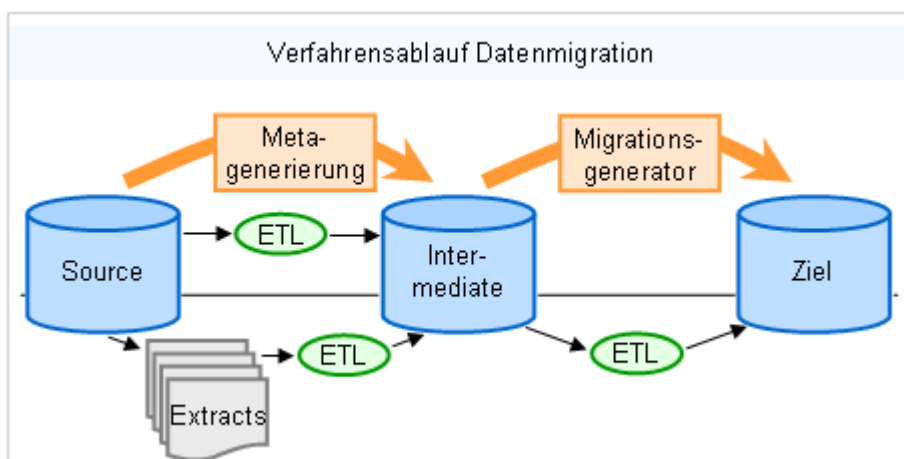 Verfahrensablauf Datenmigration
Meta-
generierung
Migrations-
generator
ETL
Source
Inter-
mediate
Ziel
ETL
ETL
Extracts